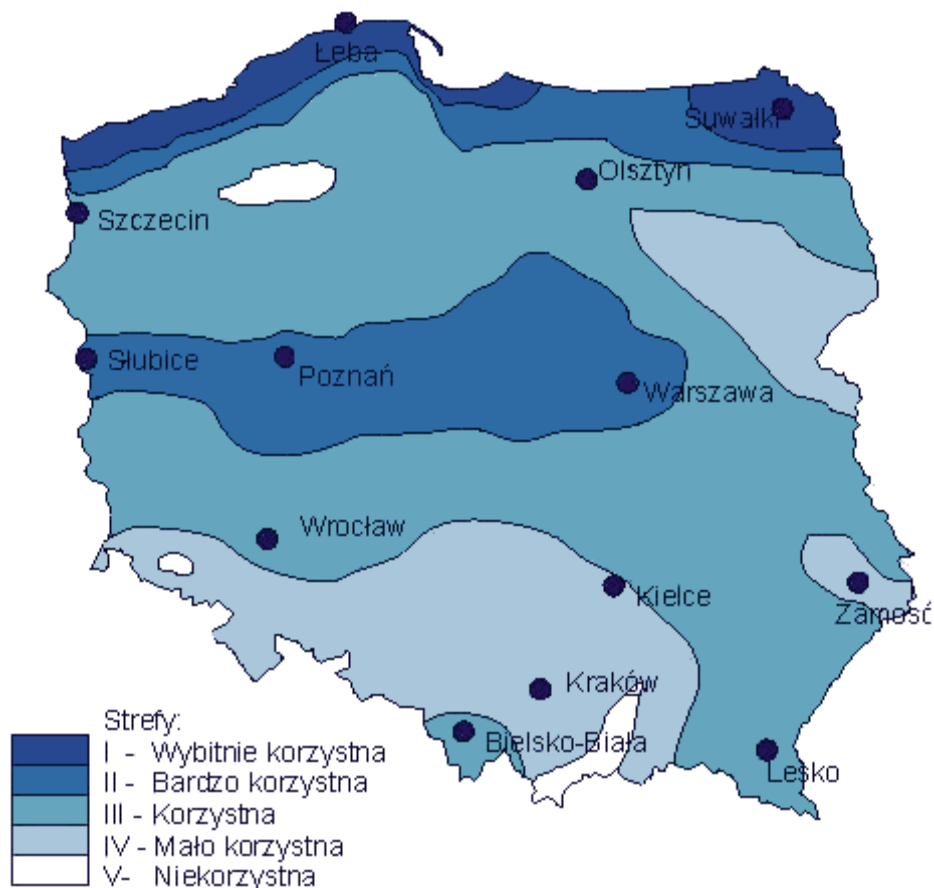 Łeba
Suwałki
Olsztyn
Szczecin
Słubice
Poznań
Warszawa
Wrocław
Kielce
Zamość
Kraków
Bielsko-Biała
Lesko
Strefy:
I - Wybitnie korzystna
II - Bardzo korzystna
III - Korzystna
IV - Mało korzystna
V- Niekorzystna